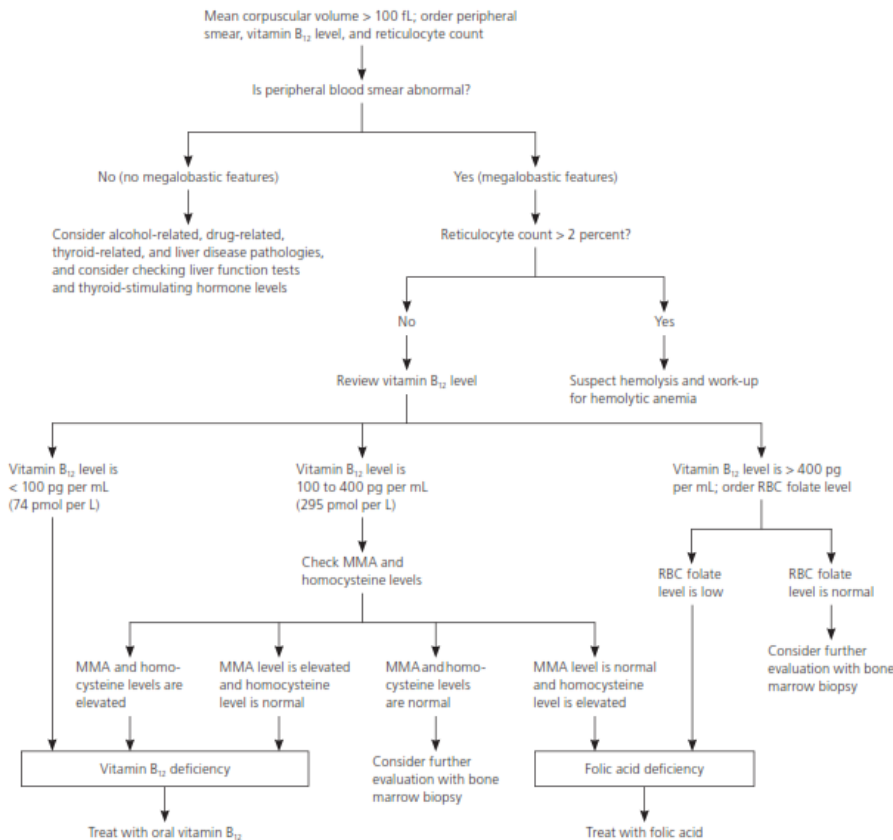 Mean corpuscular volume > 100 fL; order peripheral
smear, vitamin B₁₂ level, and reticulocyte count
Is peripheral blood smear abnormal?
No (no megalobastic features)
Yes (megaloblastic features)
Consider alcohol-related, drug-related,
thyroid-related, and liver disease pathologies,
and consider checking liver function tests
and thyroid-stimulating hormone levels
Reticulocyte count > 2 percent?
No
Yes
Review vitamin B₁₂ level
Suspect hemolysis and work-up
for hemolytic anemia
Vitamin B₁₂ level is
< 100 pg per mL
(74 pmol per L)
Vitamin B₁₂ level is
100 to 400 pg per mL
(295 pmol per L)
Vitamin B₁₂ level is > 400 pg
per mL; order RBC folate level
Check MMA and
homocysteine levels
RBC folate
level is low
RBC folate
level is normal
Consider further
evaluation with bone
marrow biopsy
MMA and homo-
cysteine levels are
elevated
MMA level is elevated
and homocysteine
level is normal
MMA and homo-
cysteine levels
are normal
MMA level is normal
and homocysteine
level is elevated
Consider further
evaluation with bone
marrow biopsy
Vitamin B₁₂ deficiency
Folic acid deficiency
Treat with oral vitamin B₁₂
Treat with folic acid